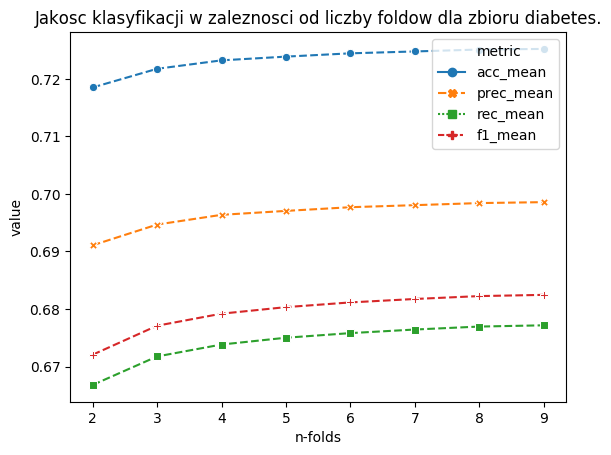 Jakosc klasyfikacji w zaleznosci od liczby foldow dla zbioru diabetes.
metric
acc_mean
prec_mean
rec_mean
f1_mean
value
0.72
0.71
0.70
0.69
0.68
0.67
2 3 4 5 6 7 8 9
n-folds